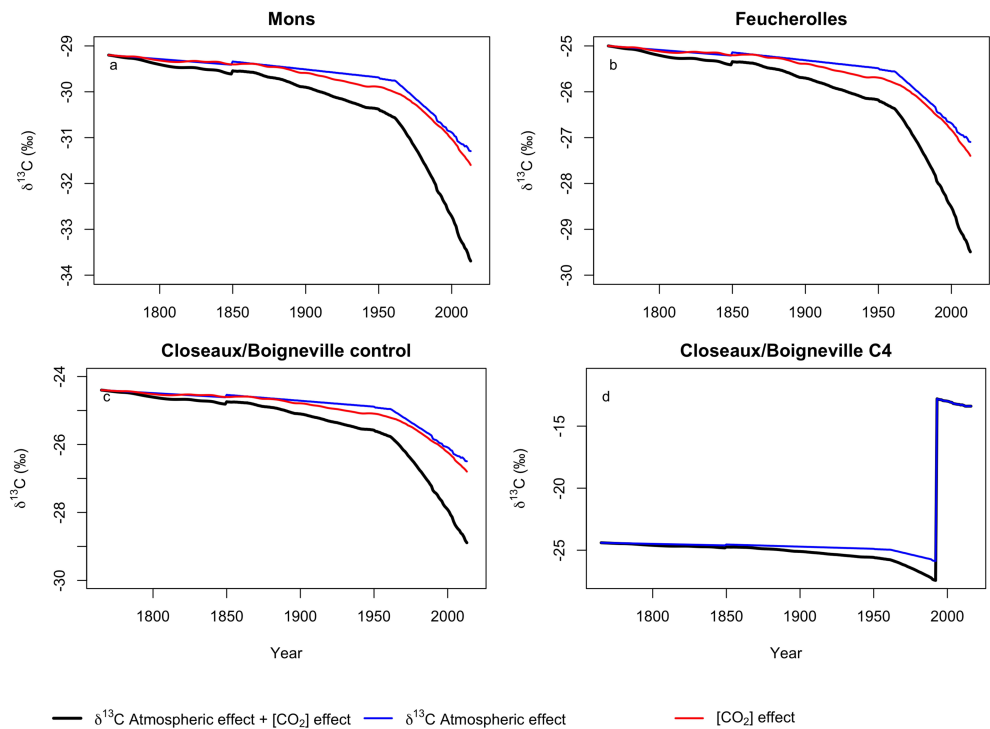 Mons
a
-29
-30
-31
-32
-33
-34
δ¹³C (‰)
1800 1850 1900 1950 2000
Feucherolles
b
-25
-26
-27
-28
-29
-30
δ¹³C (‰)
1800 1850 1900 1950 2000
Closeaux/Boigneville control
c
-24
-26
-28
-30
δ¹³C (‰)
1800 1850 1900 1950 2000
Year
Closeaux/Boigneville C4
d
-15
-20
-25
δ¹³C (‰)
1800 1850 1900 1950 2000
Year
δ¹³C Atmospheric effect + [CO₂] effect δ¹³C Atmospheric effect [CO₂] effect